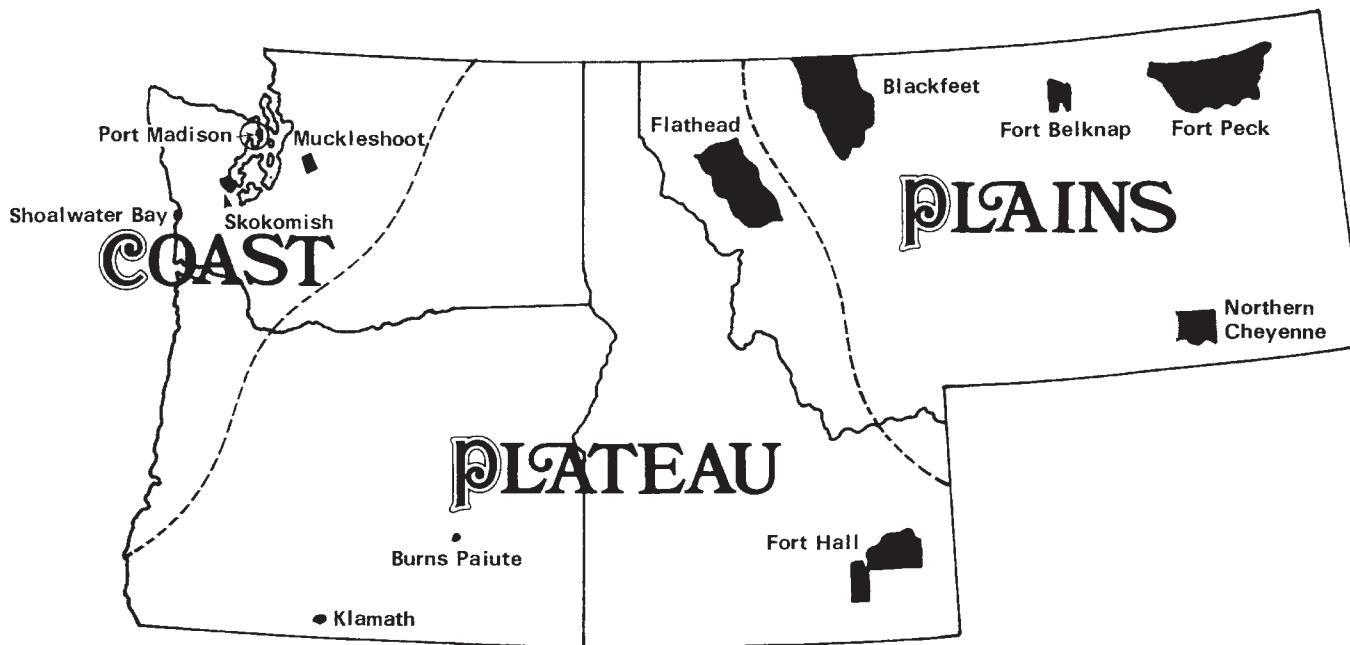 Port Madison
Muckleshoot
Shoalwater Bay
Skokomish
COAST
Flathead
Blackfeet
Fort Belknap
Fort Peck
PLAINS
Northern
Cheyenne
PLATEAU
Burns Paiute
Klamath
Fort Hall